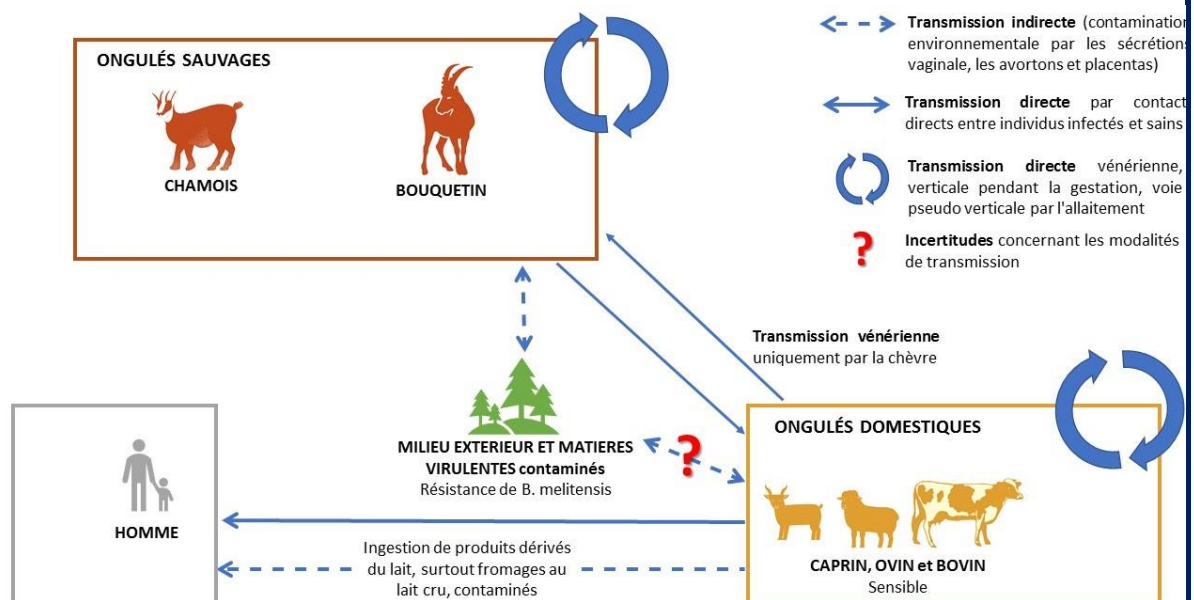 ONGULÉS SAUVAGES
CHAMOIS
BOUQUETIN
Transmission indirecte (contamination
environnementale par les sécrétions
vaginale, les avortons et placentas)
Transmission directe par contact
directs entre individus infectés et sains
Transmission directe vénérienne,
verticale pendant la gestation, voie
pseudo verticale par l'allaitement
?
Incertitudes concernant les modalités
de transmission
Transmission vénérienne
uniquement par la chèvre
MILIEU EXTERIEUR ET MATIERES
VIRULENTES contaminés
Résistance de B. melitensis
?
ONGULÉS DOMESTIQUES
CAPRIN, OVIN et BOVIN
Sensible
HOMME
Ingestion de produits dérivés
du lait, surtout fromages au
lait cru, contaminés